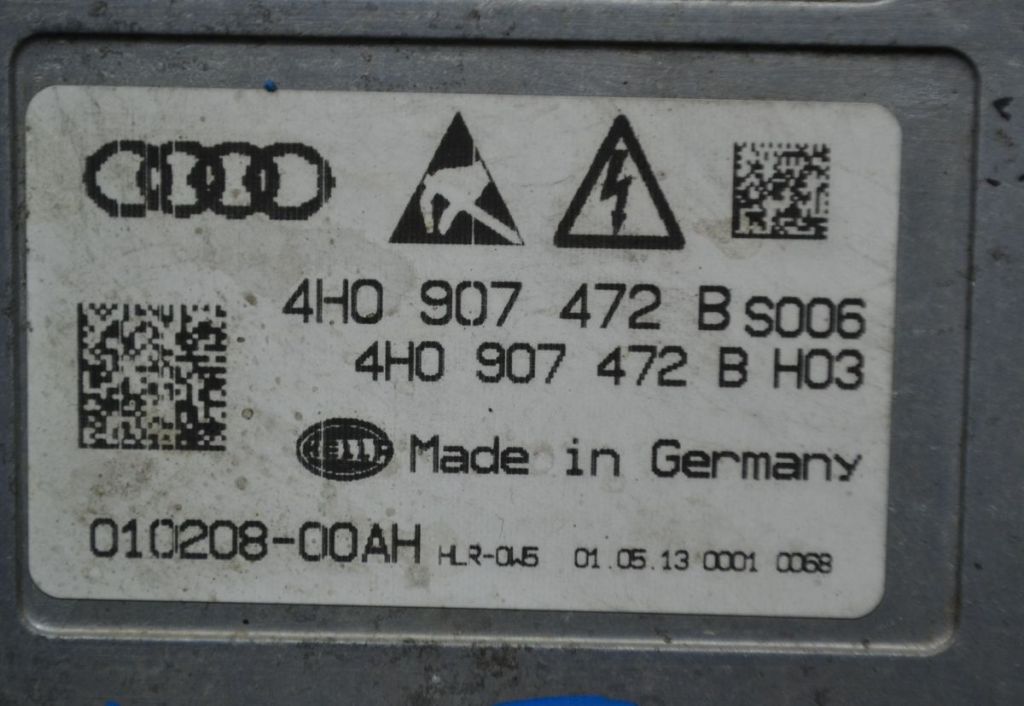 4H0 907 472 B S006
4H0 907 472 B H03
HELLA Made in Germany
010208-00AH HLR-0W5 01.05.13 0001 0068